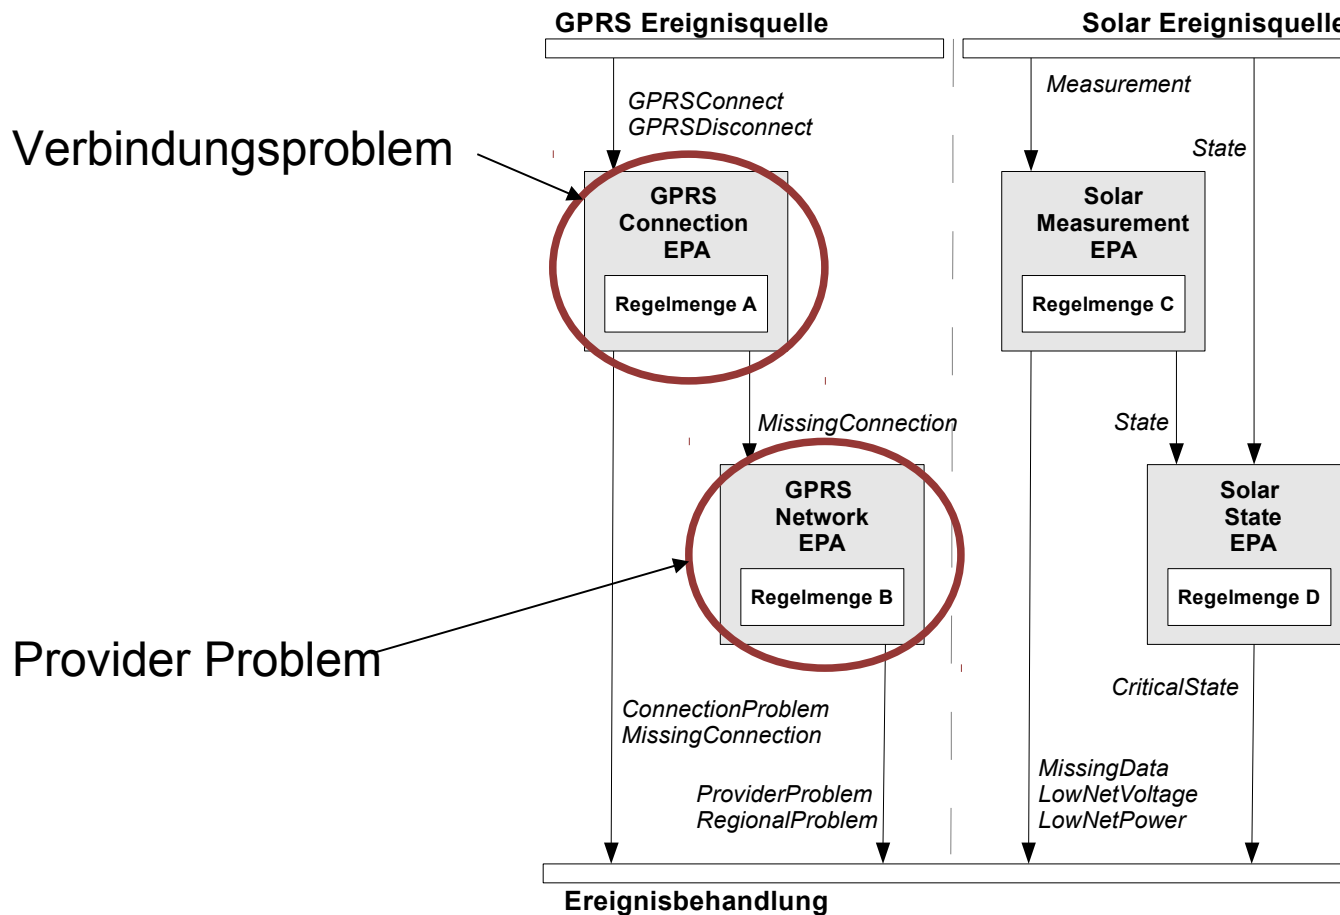 GPRS Ereignisquelle
Solar Ereignisquelle
GPRSConnect
GPRSDisconnect
Measurement
State
Verbindungsproblem
GPRS
Connection
EPA
Regelmenge A
Solar
Measurement
EPA
Regelmenge C
MissingConnection
State
GPRS
Network
EPA
Regelmenge B
Solar
State
EPA
Regelmenge D
Provider Problem
ConnectionProblem
MissingConnection
CriticalState
ProviderProblem
RegionalProblem
MissingData
LowNetVoltage
LowNetPower
Ereignisbehandlung